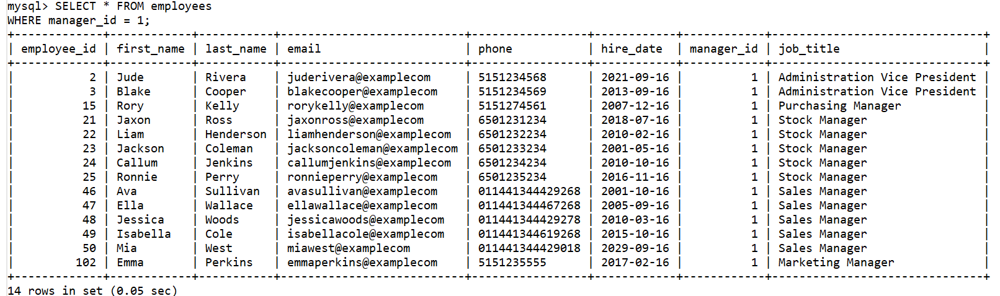 mysql> SELECT * FROM employees
WHERE manager_id = 1;
+-------------+------------+-----------+----------------------------+-----------------+------------+------------+-------------------------------+
| employee_id | first_name | last_name | email                      | phone           | hire_date  | manager_id | job_title                     |
+-------------+------------+-----------+----------------------------+-----------------+------------+------------+-------------------------------+
|           2 | Jude       | Rivera    | juderivera@examplecom      | 5151234568      | 2021-09-16 |          1 | Administration Vice President |
|           3 | Blake      | Cooper    | blakecooper@examplecom     | 5151234569      | 2013-09-16 |          1 | Administration Vice President |
|          15 | Rory       | Kelly     | rorykelly@examplecom       | 5151274561      | 2007-12-16 |          1 | Purchasing Manager            |
|          21 | Jaxon      | Ross      | jaxonross@examplecom       | 6501231234      | 2018-07-16 |          1 | Stock Manager                 |
|          22 | Liam       | Henderson | liamhenderson@examplecom   | 6501232234      | 2010-02-16 |          1 | Stock Manager                 |
|          23 | Jackson    | Coleman   | jacksoncoleman@examplecom  | 6501233234      | 2001-05-16 |          1 | Stock Manager                 |
|          24 | Callum     | Jenkins   | callumjenkins@examplecom   | 6501234234      | 2010-10-16 |          1 | Stock Manager                 |
|          25 | Ronnie     | Perry     | ronnieperry@examplecom     | 6501235234      | 2016-11-16 |          1 | Stock Manager                 |
|          46 | Ava        | Sullivan  | avasullivan@examplecom     | 011441344429268 | 2001-10-16 |          1 | Sales Manager                 |
|          47 | Ella       | Wallace   | ellawallace@examplecom     | 011441344467268 | 2005-09-16 |          1 | Sales Manager                 |
|          48 | Jessica    | Woods     | jessicawoods@examplecom    | 011441344429278 | 2010-03-16 |          1 | Sales Manager                 |
|          49 | Isabella   | Cole      | isabellacole@examplecom    | 011441344619268 | 2015-10-16 |          1 | Sales Manager                 |
|          50 | Mia        | West      | miawest@examplecom         | 011441344429018 | 2029-09-16 |          1 | Sales Manager                 |
|         102 | Emma       | Perkins   | emmaperkins@examplecom     | 5151235555      | 2017-02-16 |          1 | Marketing Manager             |
+-------------+------------+-----------+----------------------------+-----------------+------------+------------+-------------------------------+
14 rows in set (0.05 sec)